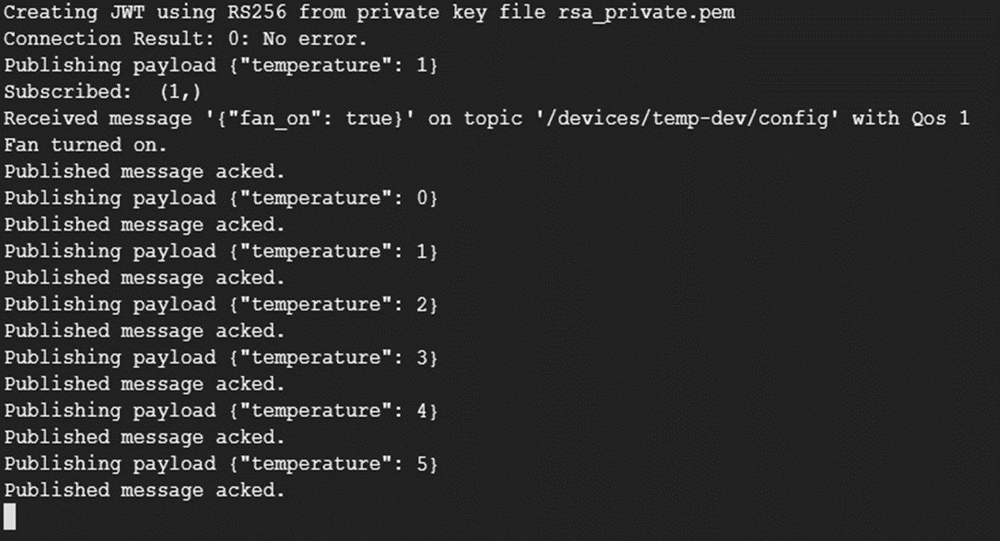 Creating JWT using RS256 from private key file rsa_private.pem
Connection Result: 0: No error.
Publishing payload {"temperature": 1}
Subscribed:  (1,)
Received message '{"fan_on": true}' on topic '/devices/temp-dev/config' with Qos 1
Fan turned on.
Published message acked.
Publishing payload {"temperature": 0}
Published message acked.
Publishing payload {"temperature": 1}
Published message acked.
Publishing payload {"temperature": 2}
Published message acked.
Publishing payload {"temperature": 3}
Published message acked.
Publishing payload {"temperature": 4}
Published message acked.
Publishing payload {"temperature": 5}
Published message acked.